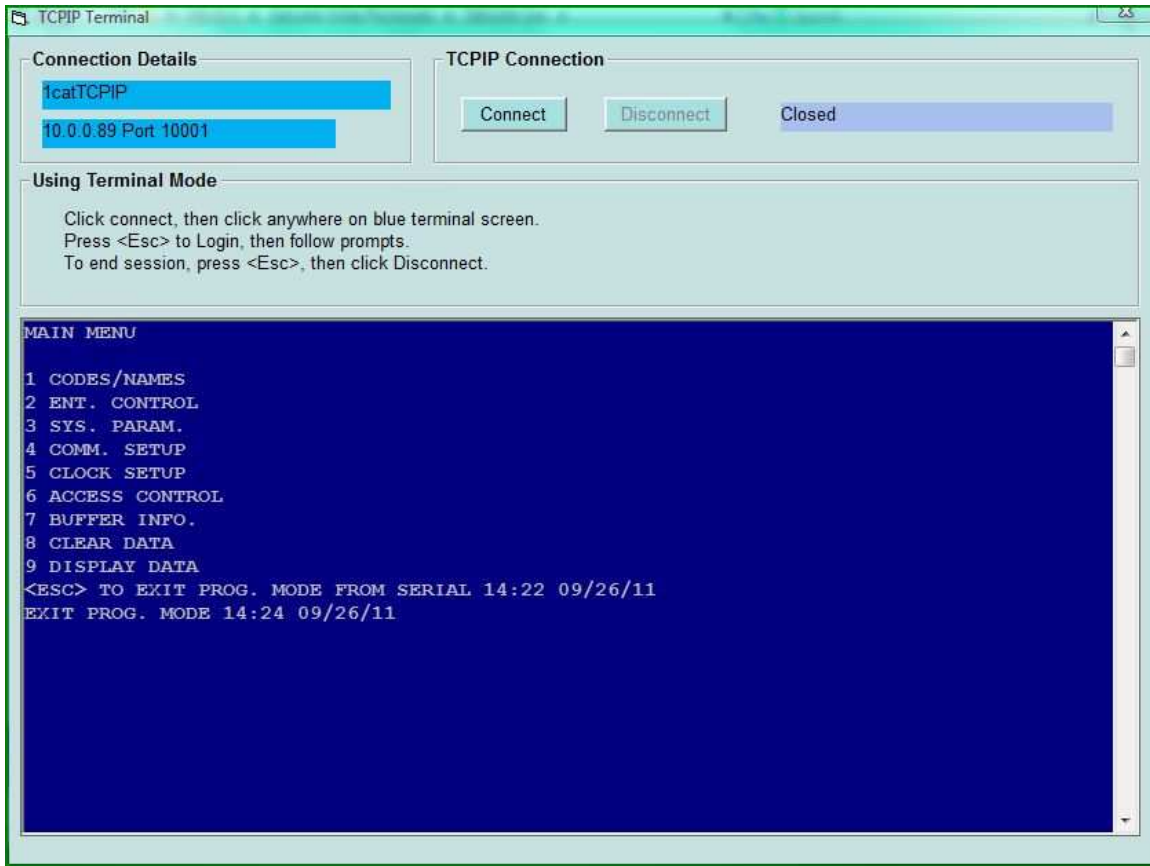 TCPIP Terminal
Connection Details
1catTCPIP
10.0.0.89 Port 10001
TCPIP Connection
Connect
Disconnect
Closed
Using Terminal Mode
Click connect, then click anywhere on blue terminal screen.
Press <Esc> to Login, then follow prompts.
To end session, press <Esc>, then click Disconnect.
MAIN MENU
1 CODES/NAMES
2 ENT. CONTROL
3 SYS. PARAM.
4 COMM. SETUP
5 CLOCK SETUP
6 ACCESS CONTROL
7 BUFFER INFO.
8 CLEAR DATA
9 DISPLAY DATA
<ESC> TO EXIT PROG. MODE FROM SERIAL 14:22 09/26/11
EXIT PROG. MODE 14:24 09/26/11